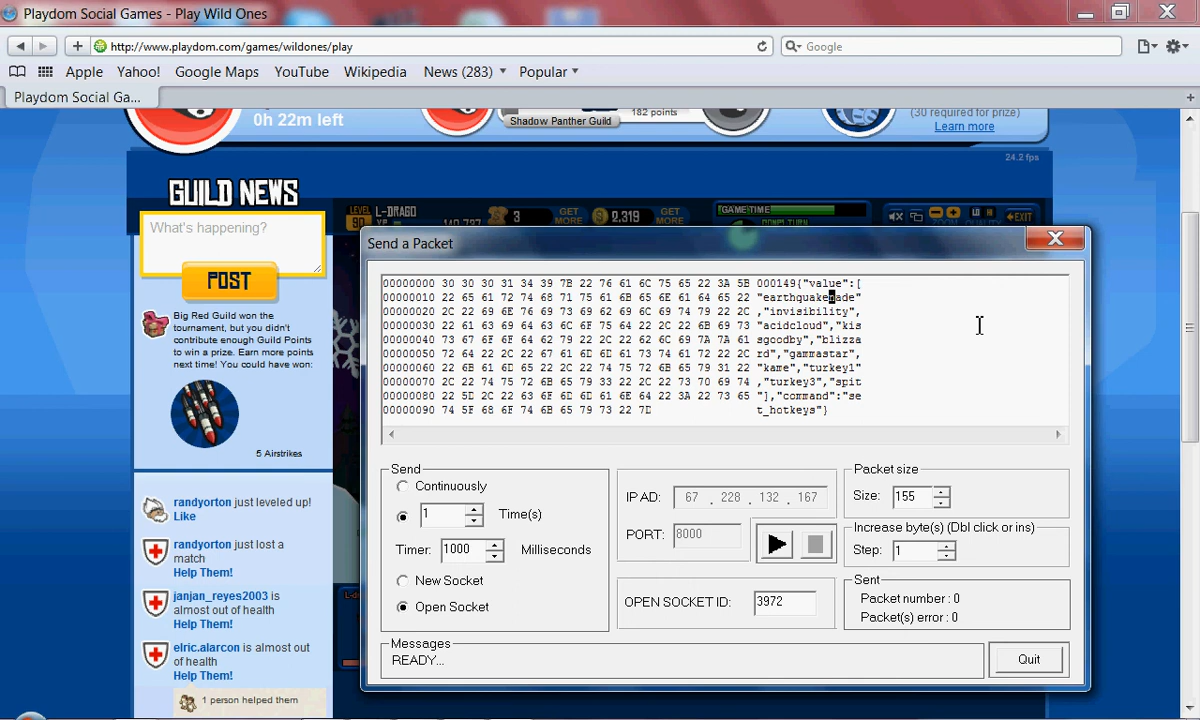 Playdom Social Games - Play Wild Ones
http://www.playdom.com/games/wildones/play
Google
Apple Yahoo! Google Maps YouTube Wikipedia News (283) Popular
Playdom Social Ga...
0h 22m left
182 points
Shadow Panther Guild
(30 required for prize)
Learn more
24.2 fps
GUILD NEWS
What's happening?
POST
Big Red Guild won the
tournament, but you didn't
contribute enough Guild Points
to win a prize. Earn more points
next time! You could have won:
5 Airstrikes
randyorton just leveled up!
Like
randyorton just lost a
match
Help Them!
janjan_reyes2003 is
almost out of health
Help Them!
elric.alarcon is almost out
of health
Help Them!
1 person helped them
LEVEL L-DRAGO
90
3 GET MORE 2,319 GET MORE
GAME TIME
EXIT
Send a Packet
00000000 30 30 30 31 34 39 7B 22 76 61 6C 75 65 22 3A 5B 000149{"value":[
00000010 22 65 61 72 74 68 71 75 61 6B 65 6E 61 64 65 22 "earthquakenade"
00000020 2C 22 69 6E 76 69 73 69 62 69 6C 69 74 79 22 2C ,"invisibility",
00000030 22 61 63 69 64 63 6C 6F 75 64 22 2C 22 6B 69 73 "acidcloud","kis
00000040 73 67 6F 6F 64 62 79 22 2C 22 62 6C 69 7A 7A 61 sgoodby","blizza
00000050 72 64 22 2C 22 67 61 6D 6D 61 73 74 61 72 22 2C rd","gammastar",
00000060 22 6B 61 6D 65 22 2C 22 74 75 72 6B 65 79 31 22 "kame","turkey1"
00000070 2C 22 74 75 72 6B 65 79 33 22 2C 22 73 70 69 74 ,"turkey3","spit
00000080 22 5D 2C 22 63 6F 6D 6D 61 6E 64 22 3A 22 73 65 "],"command":"se
00000090 74 5F 68 6F 74 6B 65 79 73 22 7D t_hotkeys"}
Send
Continuously
1 Time(s)
Timer: 1000 Milliseconds
New Socket
Open Socket
IP AD: 67 . 228 . 132 . 167
PORT: 8000
OPEN SOCKET ID: 3972
Packet size
Size: 155
Increase byte(s) (Dbl click or ins)
Step: 1
Sent
Packet number : 0
Packet(s) error : 0
Messages
READY...
Quit